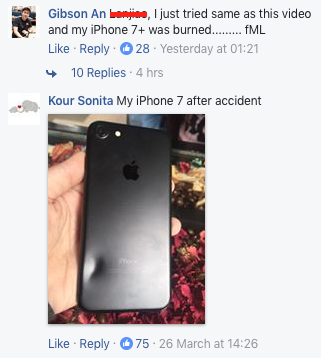 Gibson An , I just tried same as this video
and my iPhone 7+ was burned......... fML
Like · Reply · 28 · Yesterday at 01:21
10 Replies · 4 hrs
Kour Sonita My iPhone 7 after accident
iPhone
Like · Reply · 75 · 26 March at 14:26